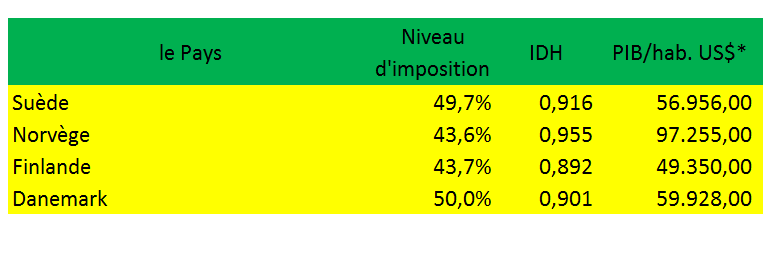 le Pays Niveau d'imposition IDH PIB/hab. US$*
Suède 49,7% 0,916 56.956,00
Norvège 43,6% 0,955 97.255,00
Finlande 43,7% 0,892 49.350,00
Danemark 50,0% 0,901 59.928,00